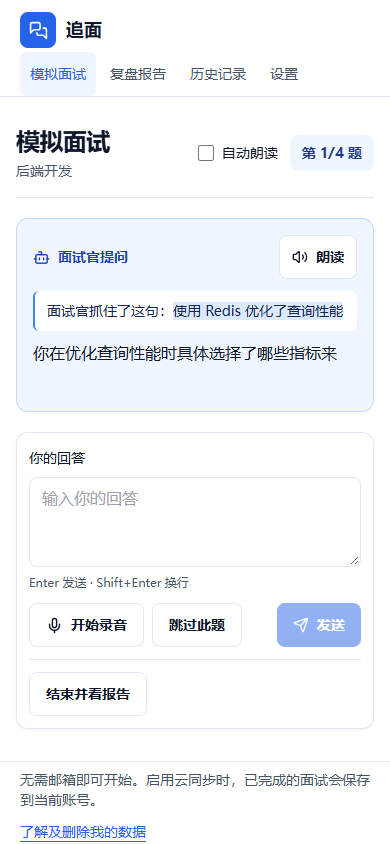 追面
模拟面试 复盘报告 历史记录 设置
模拟面试
后端开发
自动朗读
第 1/4 题
面试官提问
朗读
面试官抓住了这句：使用 Redis 优化了查询性能
你在优化查询性能时具体选择了哪些指标来
你的回答
输入你的回答
Enter 发送 · Shift+Enter 换行
开始录音
跳过此题
发送
结束并看报告
无需邮箱即可开始。启用云同步时，已完成的面试会保存
到当前账号。
了解及删除我的数据